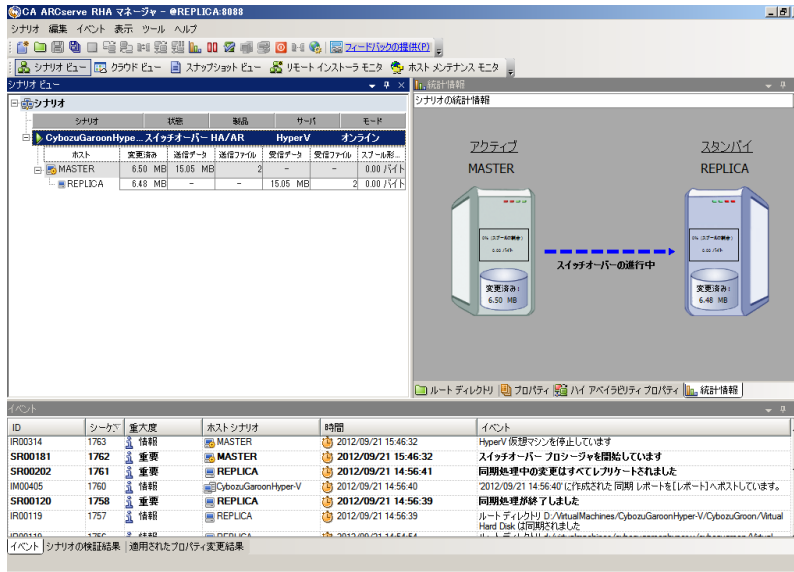 CA ARCserve RHA マネージャ - @REPLICA:8088
シナリオ 編集 イベント 表示 ツール ヘルプ
フィードバックの提供(P)
シナリオ ビュー クラウド ビュー スナップショット ビュー リモート インストーラ モニタ ホスト メンテナンス モニタ
シナリオ ビュー
シナリオ
シナリオ 状態 製品 サーバ モード
CybozuGaroonHype... スイッチオーバー HA/AR HyperV オンライン
ホスト 変更済み 送信データ 送信ファイル 受信データ 受信ファイル スプール形...
MASTER 6.50 MB 15.05 MB 2 - - 0.00 バイト
REPLICA 6.48 MB - - 15.05 MB 2 0.00 バイト
統計情報
シナリオの統計情報
アクティブ スタンバイ
MASTER REPLICA
0% (スプールの割合) 0% (スプールの割合)
0.00 バイト 0.00 バイト
スイッチオーバーの進行中
変更済み: 変更済み:
6.50 MB 6.48 MB
ルート ディレクトリ プロパティ ハイ アベイラビリティ プロパティ 統計情報
イベント
ID シーケン 重大度 ホスト/シナリオ 時間 イベント
IR00314 1763 情報 MASTER 2012/09/21 15:46:32 HyperV 仮想マシンを停止しています
SR00181 1762 重要 MASTER 2012/09/21 15:46:32 スイッチオーバー プロシージャを開始しています
SR00202 1761 重要 REPLICA 2012/09/21 14:56:41 同期処理中の変更はすべてレプリケートされました
IM00405 1760 情報 CybozuGaroonHyper-V 2012/09/21 14:56:40 '2012/09/21 14:56:40' に作成された 同期 レポートを[レポート]へポストしています。
SR00120 1758 重要 REPLICA 2012/09/21 14:56:39 同期処理が終了しました
IR00119 1757 情報 REPLICA 2012/09/21 14:56:39 ルート ディレクトリ D:/VirtualMachines/CybozuGaroonHyper-V/CybozuGroon/Virtual
Hard Disk は同期されました
イベント シナリオの検証結果 適用されたプロパティ変更結果